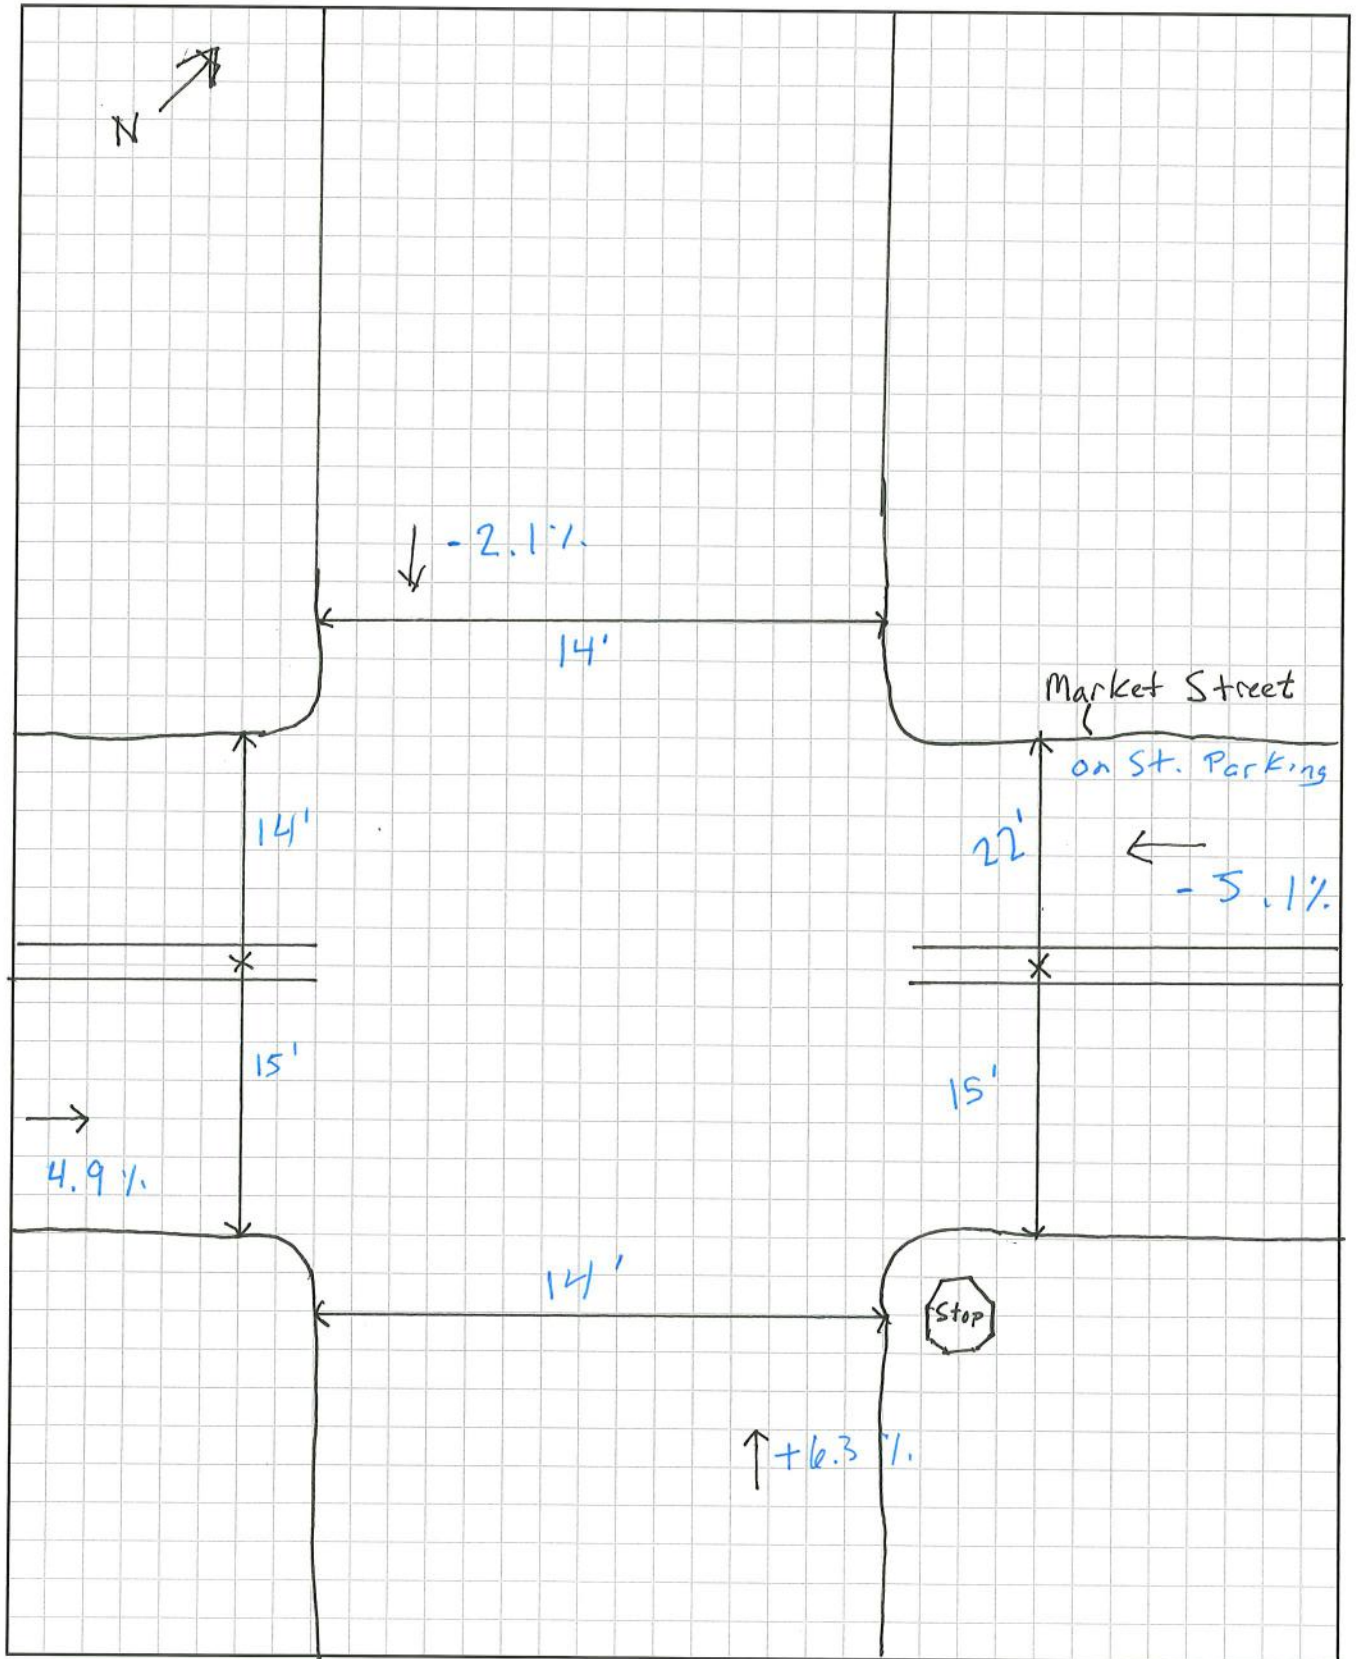 N
- 2.1%
14'
Market Street
on St. Parking
14'
22'
- 5.1%
15'
15'
4.9%
14'
Stop
+6.3%